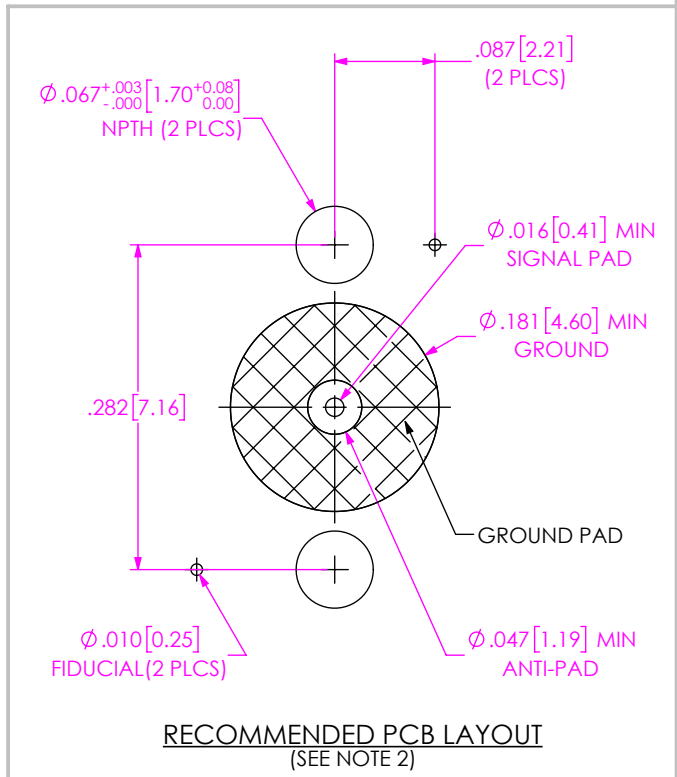 .087[2.21]
(2 PLCS)
Ø.067+.003 -.000[1.70+0.08 0.00]
NPTH (2 PLCS)
Ø.016[0.41] MIN
SIGNAL PAD
Ø.181[4.60] MIN
GROUND
.282[7.16]
GROUND PAD
Ø.010[0.25]
FIDUCIAL(2 PLCS)
Ø.047[1.19] MIN
ANTI-PAD
RECOMMENDED PCB LAYOUT
(SEE NOTE 2)